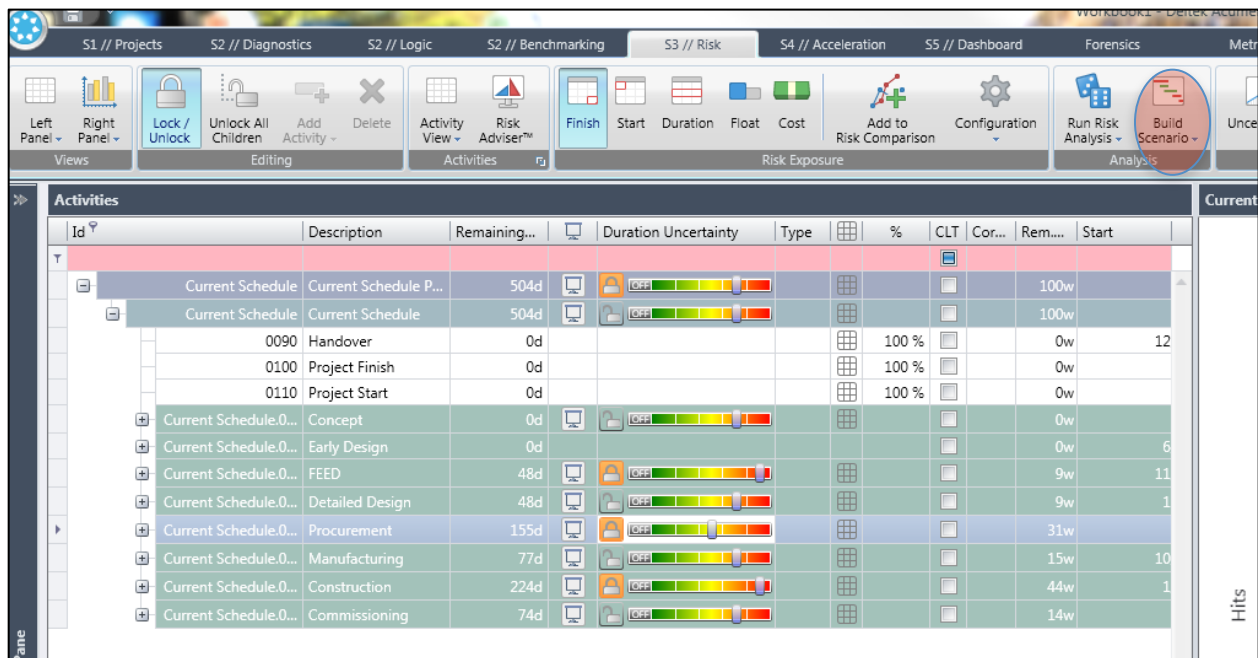 Workbook1 - Deltek Acume
S1 // Projects S2 // Diagnostics S2 // Logic S2 // Benchmarking S3 // Risk S4 // Acceleration S5 // Dashboard Forensics Metr
Left Panel Right Panel Lock / Unlock Unlock All Children Add Activity Delete Activity View Risk Adviser™ Finish Start Duration Float Cost Add to Risk Comparison Configuration Run Risk Analysis Build Scenario Unce
Views Editing Activities Risk Exposure Analysis
Activities Current
Id Description Remaining... Duration Uncertainty Type % CLT Cor... Rem.... Start
Current Schedule Current Schedule P... 504d OFF 100w
Current Schedule Current Schedule 504d OFF 100w
0090 Handover 0d 100 % 0w 12
0100 Project Finish 0d 100 % 0w
0110 Project Start 0d 100 % 0w
Current Schedule.0... Concept 0d OFF 0w
Current Schedule.0... Early Design 0d 0w 6
Current Schedule.0... FEED 48d OFF 9w 11
Current Schedule.0... Detailed Design 48d OFF 9w 1
Current Schedule.0... Procurement 155d OFF 31w
Current Schedule.0... Manufacturing 77d OFF 15w 10
Current Schedule.0... Construction 224d OFF 44w 1
Current Schedule.0... Commissioning 74d OFF 14w
Hits
Pane